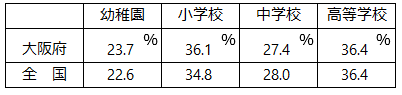 幼稚園 小学校 中学校 高等学校
大阪府 23.7% 36.1% 27.4% 36.4%
全 国 22.6 34.8 28.0 36.4